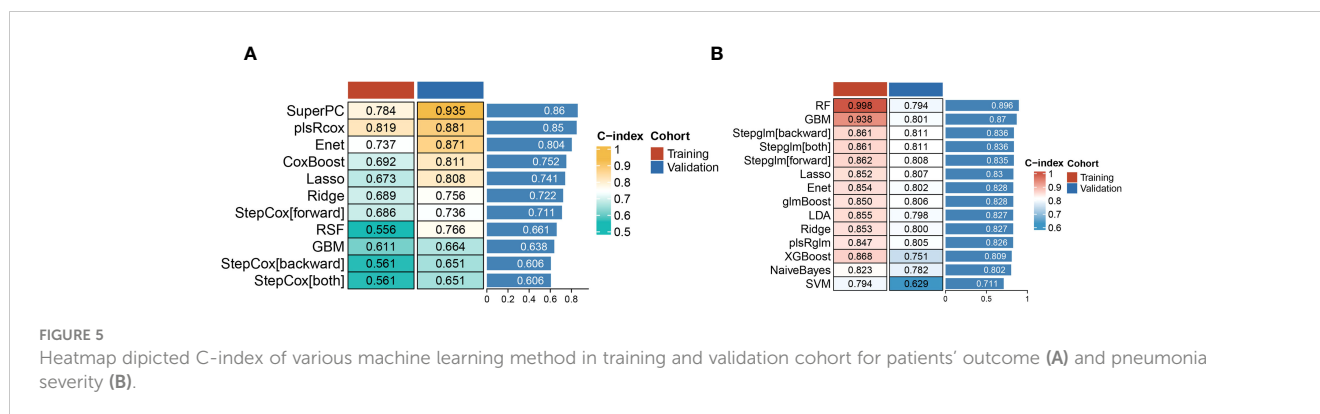 A
SuperPC 0.784 0.935 0.86
plsRcox 0.819 0.881 0.85
Enet 0.737 0.871 0.804
CoxBoost 0.692 0.811 0.752
Lasso 0.673 0.808 0.741
Ridge 0.689 0.756 0.722
StepCox[forward] 0.686 0.736 0.711
RSF 0.556 0.766 0.661
GBM 0.611 0.664 0.638
StepCox[backward] 0.561 0.651 0.606
StepCox[both] 0.561 0.651 0.606
0 0.2 0.4 0.6 0.8
C-index Cohort
1 Training
0.9 Validation
0.8
0.7
0.6
0.5
B
RF 0.998 0.794 0.896
GBM 0.938 0.801 0.87
Stepglm[backward] 0.861 0.811 0.836
Stepglm[both] 0.861 0.811 0.836
Stepglm[forward] 0.862 0.808 0.835
Lasso 0.852 0.807 0.83
Enet 0.854 0.802 0.828
glmBoost 0.850 0.806 0.828
LDA 0.855 0.798 0.827
Ridge 0.853 0.800 0.827
plsRglm 0.847 0.805 0.826
XGBoost 0.868 0.751 0.809
NaiveBayes 0.823 0.782 0.802
SVM 0.794 0.629 0.711
0 0.5 1
C-index Cohort
1 Training
0.9 Validation
0.8
0.7
0.6
FIGURE 5
Heatmap dipicted C-index of various machine learning method in training and validation cohort for patients' outcome (A) and pneumonia
severity (B).